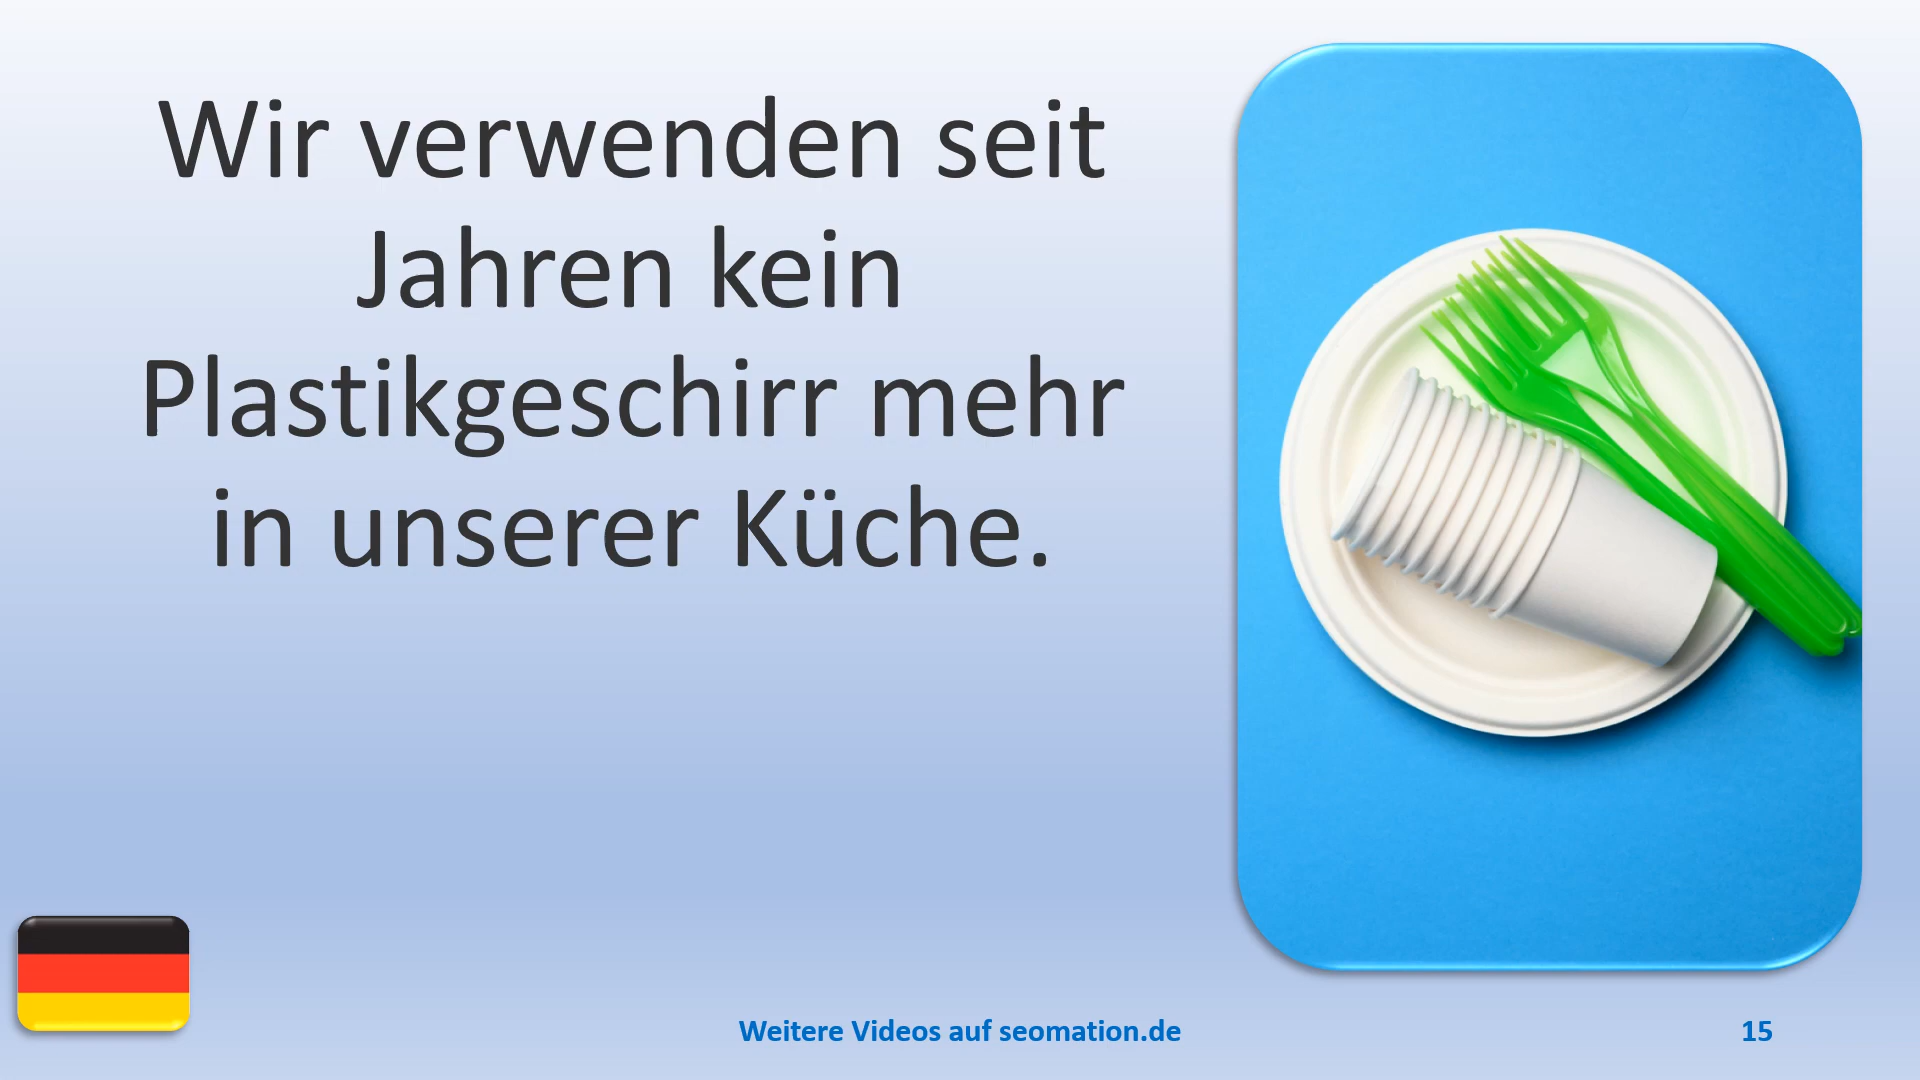 Wir verwenden seit
Jahren kein
Plastikgeschirr mehr
in unserer Küche.
Weitere Videos auf seomation.de
15